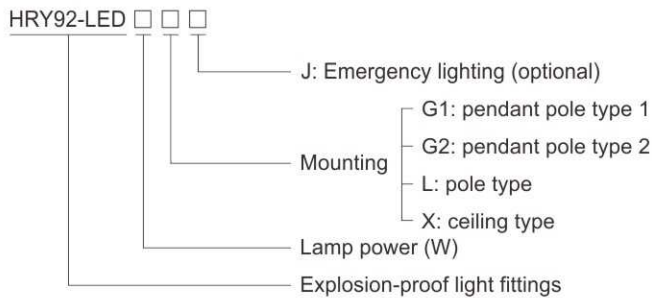 HRY92-LED □ □ □
J: Emergency lighting (optional)
G1: pendant pole type 1
G2: pendant pole type 2
Mounting
L: pole type
X: ceiling type
Lamp power (W)
Explosion-proof light fittings